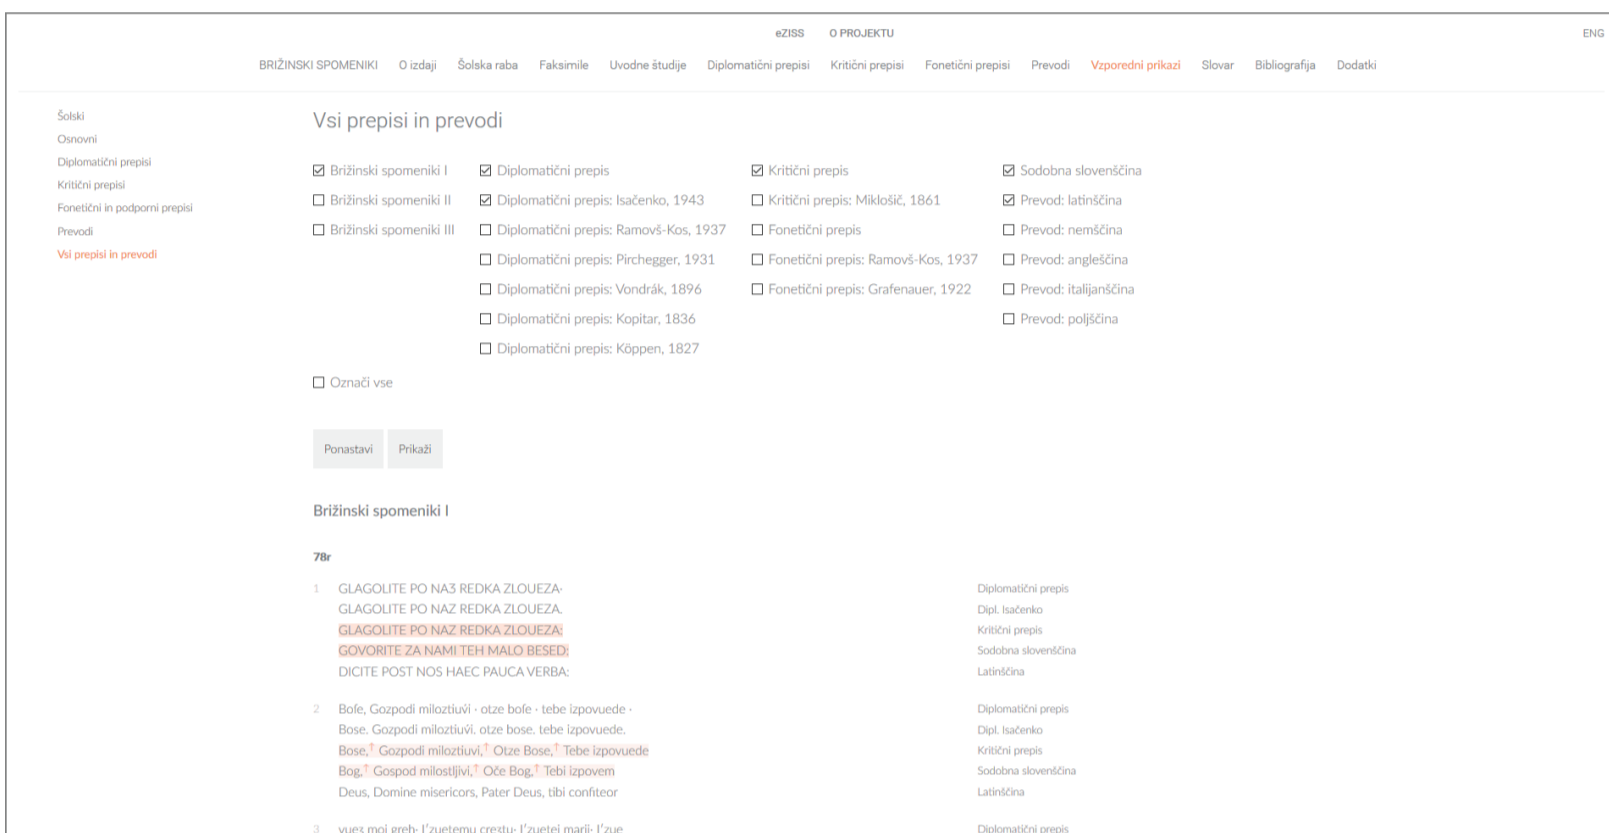 eZISS O PROJEKTU ENG
BRIŽINSKI SPOMENIKI O izdaji Šolska raba Faksimile Uvodne študije Diplomatični prepisi Kritični prepisi Fonetični prepisi Prevodi Vzporedni prikazi Slovar Bibliografija Dodatki
Šolski
Osnovni
Diplomatični prepisi
Kritični prepisi
Fonetični in podporni prepisi
Prevodi
Vsi prepisi in prevodi
Vsi prepisi in prevodi
Brižinski spomeniki I Diplomatični prepis Kritični prepis Sodobna slovenščina
Brižinski spomeniki II Diplomatični prepis: Isačenko, 1943 Kritični prepis: Miklošič, 1861 Prevod: latinščina
Brižinski spomeniki III Diplomatični prepis: Ramovš-Kos, 1937 Fonetični prepis Prevod: nemščina
Diplomatični prepis: Pirchegger, 1931 Fonetični prepis: Ramovš-Kos, 1937 Prevod: angleščina
Diplomatični prepis: Vondrák, 1896 Fonetični prepis: Grafenauer, 1922 Prevod: italijanščina
Diplomatični prepis: Kopitar, 1836 Prevod: poljščina
Diplomatični prepis: Köppen, 1827
Označi vse
Ponastavi Prikaži
Brižinski spomeniki I
78r
1 GLAGOLITE PO NAƷ REDKA ZLOUEZA· Diplomatični prepis
GLAGOLITE PO NAZ REDKA ZLOUEZA. Dipl. Isačenko
GLAGOLITE PO NAZ REDKA ZLOUEZA: Kritični prepis
GOVORITE ZA NAMI TEH MALO BESED: Sodobna slovenščina
DICITE POST NOS HAEC PAUCA VERBA: Latinščina
2 Boſe, Gozpodi miloztiuvi · otze boſe · tebe izpovuede · Diplomatični prepis
Bose. Gozpodi miloztiuvi. otze bose. tebe izpovuede. Dipl. Isačenko
Bose,† Gozpodi miloztiuvi,† Otze Bose,† Tebe izpovuede Kritični prepis
Bog,† Gospod milostljivi,† Oče Bog,† Tebi izpovem Sodobna slovenščina
Deus, Domine misericors, Pater Deus, tibi confiteor Latinščina
3 vueʒ moi greh· I'zuetemu creʒtu· I'zuetei marii· I'zue Diplomatični prepis